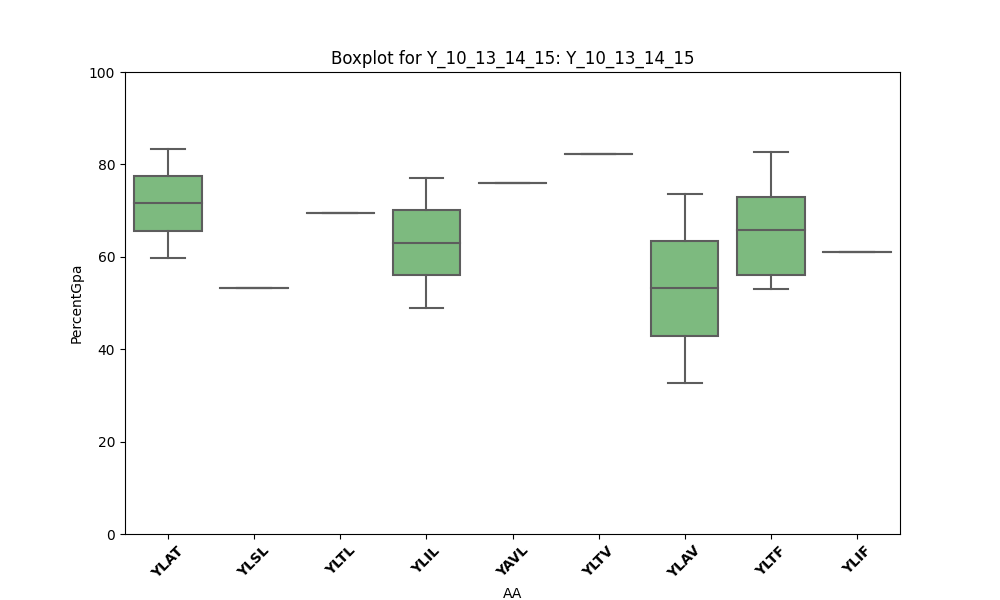 Boxplot for Y_10_13_14_15: Y_10_13_14_15
PercentGpa
100
80
60
40
20
0
YLAT YLSL YLTL YLIL YAVL YLTV YLAV YLTF YLIF
AA